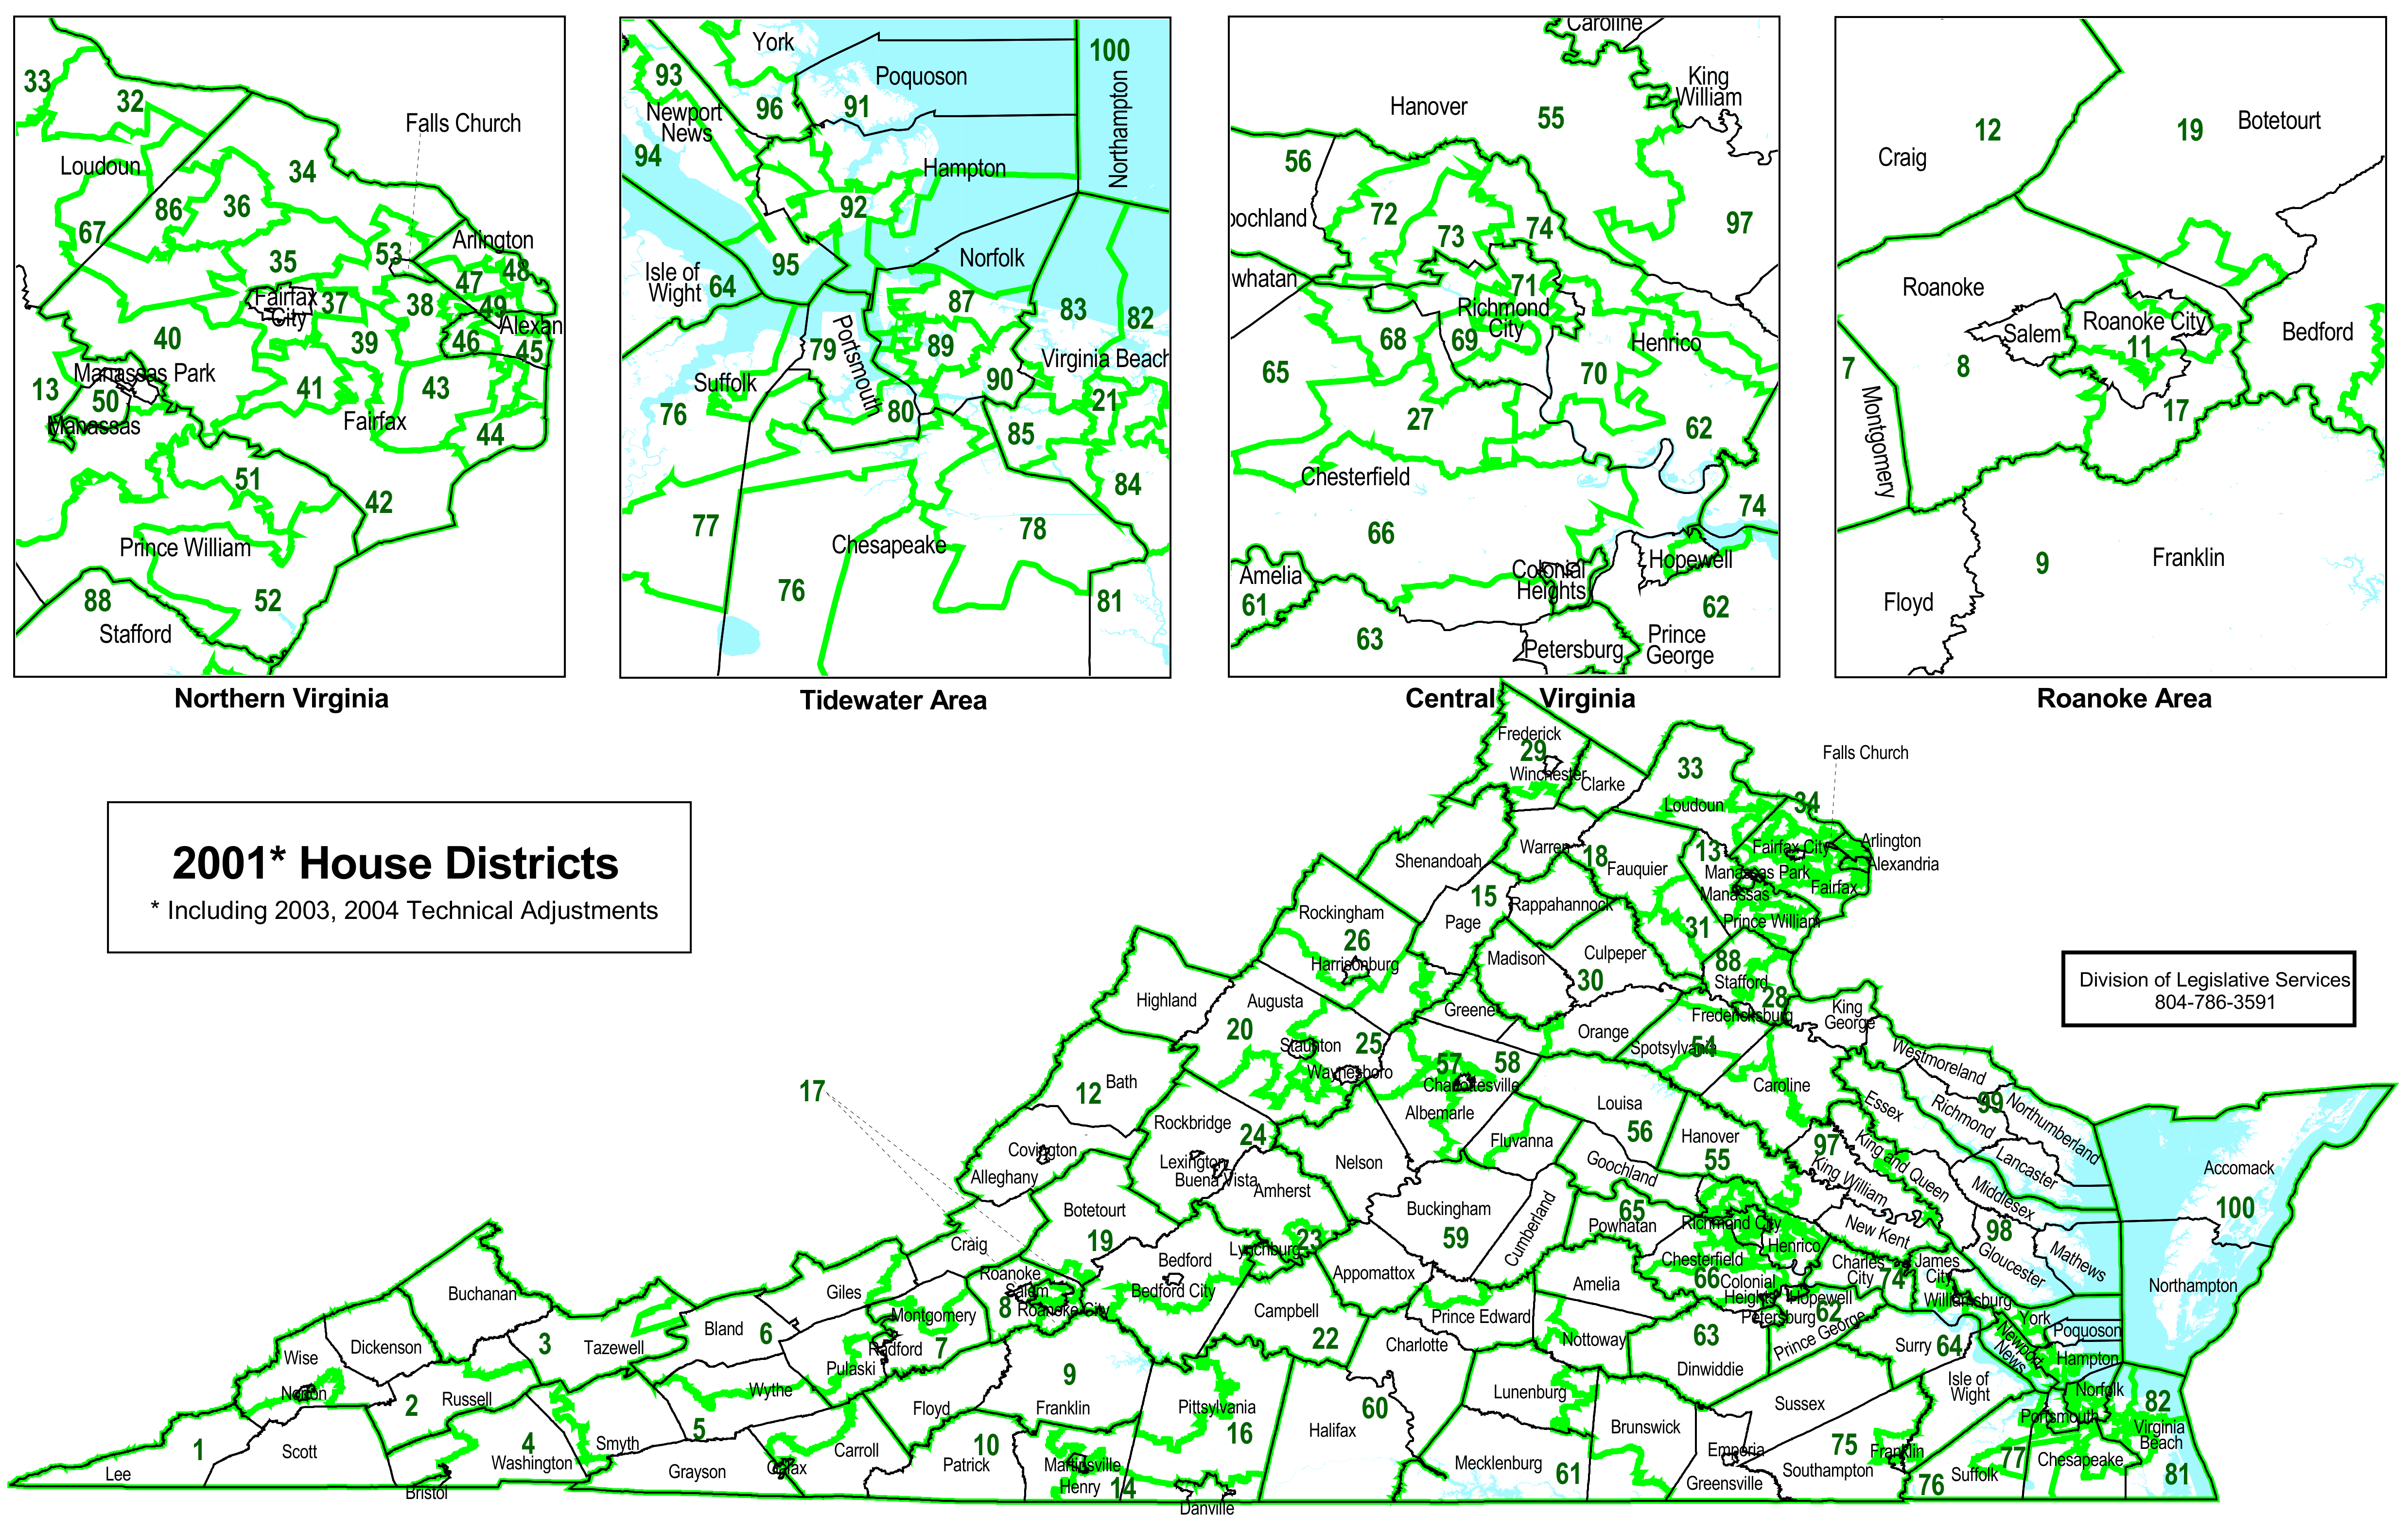 33
32
Falls Church
Loudoun
34
86
36
67
35
53
Arlington
47
48
Fairfax
City
37
38
49
Alexan
40
39
46
45
Manassas Park
13
50
41
43
Manassas
Fairfax
44
51
42
Prince William
88
52
Stafford
Northern Virginia
York
100
93
Poquoson
Newport
News
96
91
Northampton
94
Hampton
92
Norfolk
Isle of
Wight
64
95
87
83
82
Portsmouth
79
89
Virginia Beach
Suffolk
90
76
80
21
85
84
77
78
Chesapeake
76
81
Tidewater Area
Caroline
King
William
Hanover
55
56
oochland
72
73
74
97
whatan
71
Richmond
City
68
69
Henrico
65
70
27
62
Chesterfield
74
66
Amelia
Colonial
Heights
Hopewell
61
62
63
Petersburg
Prince
George
Central Virginia
12
19
Botetourt
Craig
Roanoke
Salem
Roanoke City
11
Bedford
7
8
Montgomery
17
9
Franklin
Floyd
Roanoke Area
2001* House Districts
* Including 2003, 2004 Technical Adjustments
Division of Legislative Services
804-786-3591
Frederick
29
Winchester
Clarke
33
Loudoun
Falls Church
34
Arlington
Alexandria
Fairfax City
Shenandoah
Warren
18
Fauquier
13
Manassas Park
Manassas
Fairfax
15
Rappahannock
Page
Prince William
31
Rockingham
26
Harrisonburg
Madison
Culpeper
30
88
Stafford
28
Fredericksburg
King
George
Highland
Augusta
20
Staunton
25
Waynesboro
Greene
Orange
Spotsylvania
54
Westmoreland
57
58
Charlottesville
Albemarle
Caroline
17
12
Bath
Rockbridge
24
Louisa
56
Fluvanna
Essex
99
Richmond
Northumberland
Covington
Alleghany
Lexington
Buena Vista
Nelson
Hanover
55
97
King and Queen
King William
Lancaster
Accomack
100
Amherst
Goochland
Middlesex
Botetourt
19
Buckingham
59
Cumberland
65
Powhatan
Richmond City
New Kent
98
Gloucester
Mathews
Craig
Bedford
Lynchburg
23
Henrico
Chesterfield
66
Colonial
Heights
Charles
City
74
James
City
Northampton
Buchanan
Giles
Roanoke
Salem
8
Roanoke City
Bedford City
Appomattox
Amelia
Hopewell
62
Petersburg
Prince George
Williamsburg
York
Poquoson
Montgomery
Campbell
22
Prince Edward
Charlotte
Nottoway
63
Dinwiddie
Surry
64
Newport
News
Hampton
Dickenson
3
Tazewell
Bland
6
Radford
7
Pulaski
Wise
Norton
2
Russell
Wythe
9
Franklin
Floyd
Pittsylvania
16
60
Halifax
Lunenburg
Brunswick
Sussex
Isle of
Wight
Norfolk
Portsmouth
82
Virginia
Beach
1
Lee
Scott
4
Washington
Bristol
Smyth
5
Grayson
Galax
Carroll
10
Patrick
Martinsville
Henry
14
Danville
Mecklenburg
61
Emporia
Greensville
75
Southampton
Franklin
76
Suffolk
77
Chesapeake
81